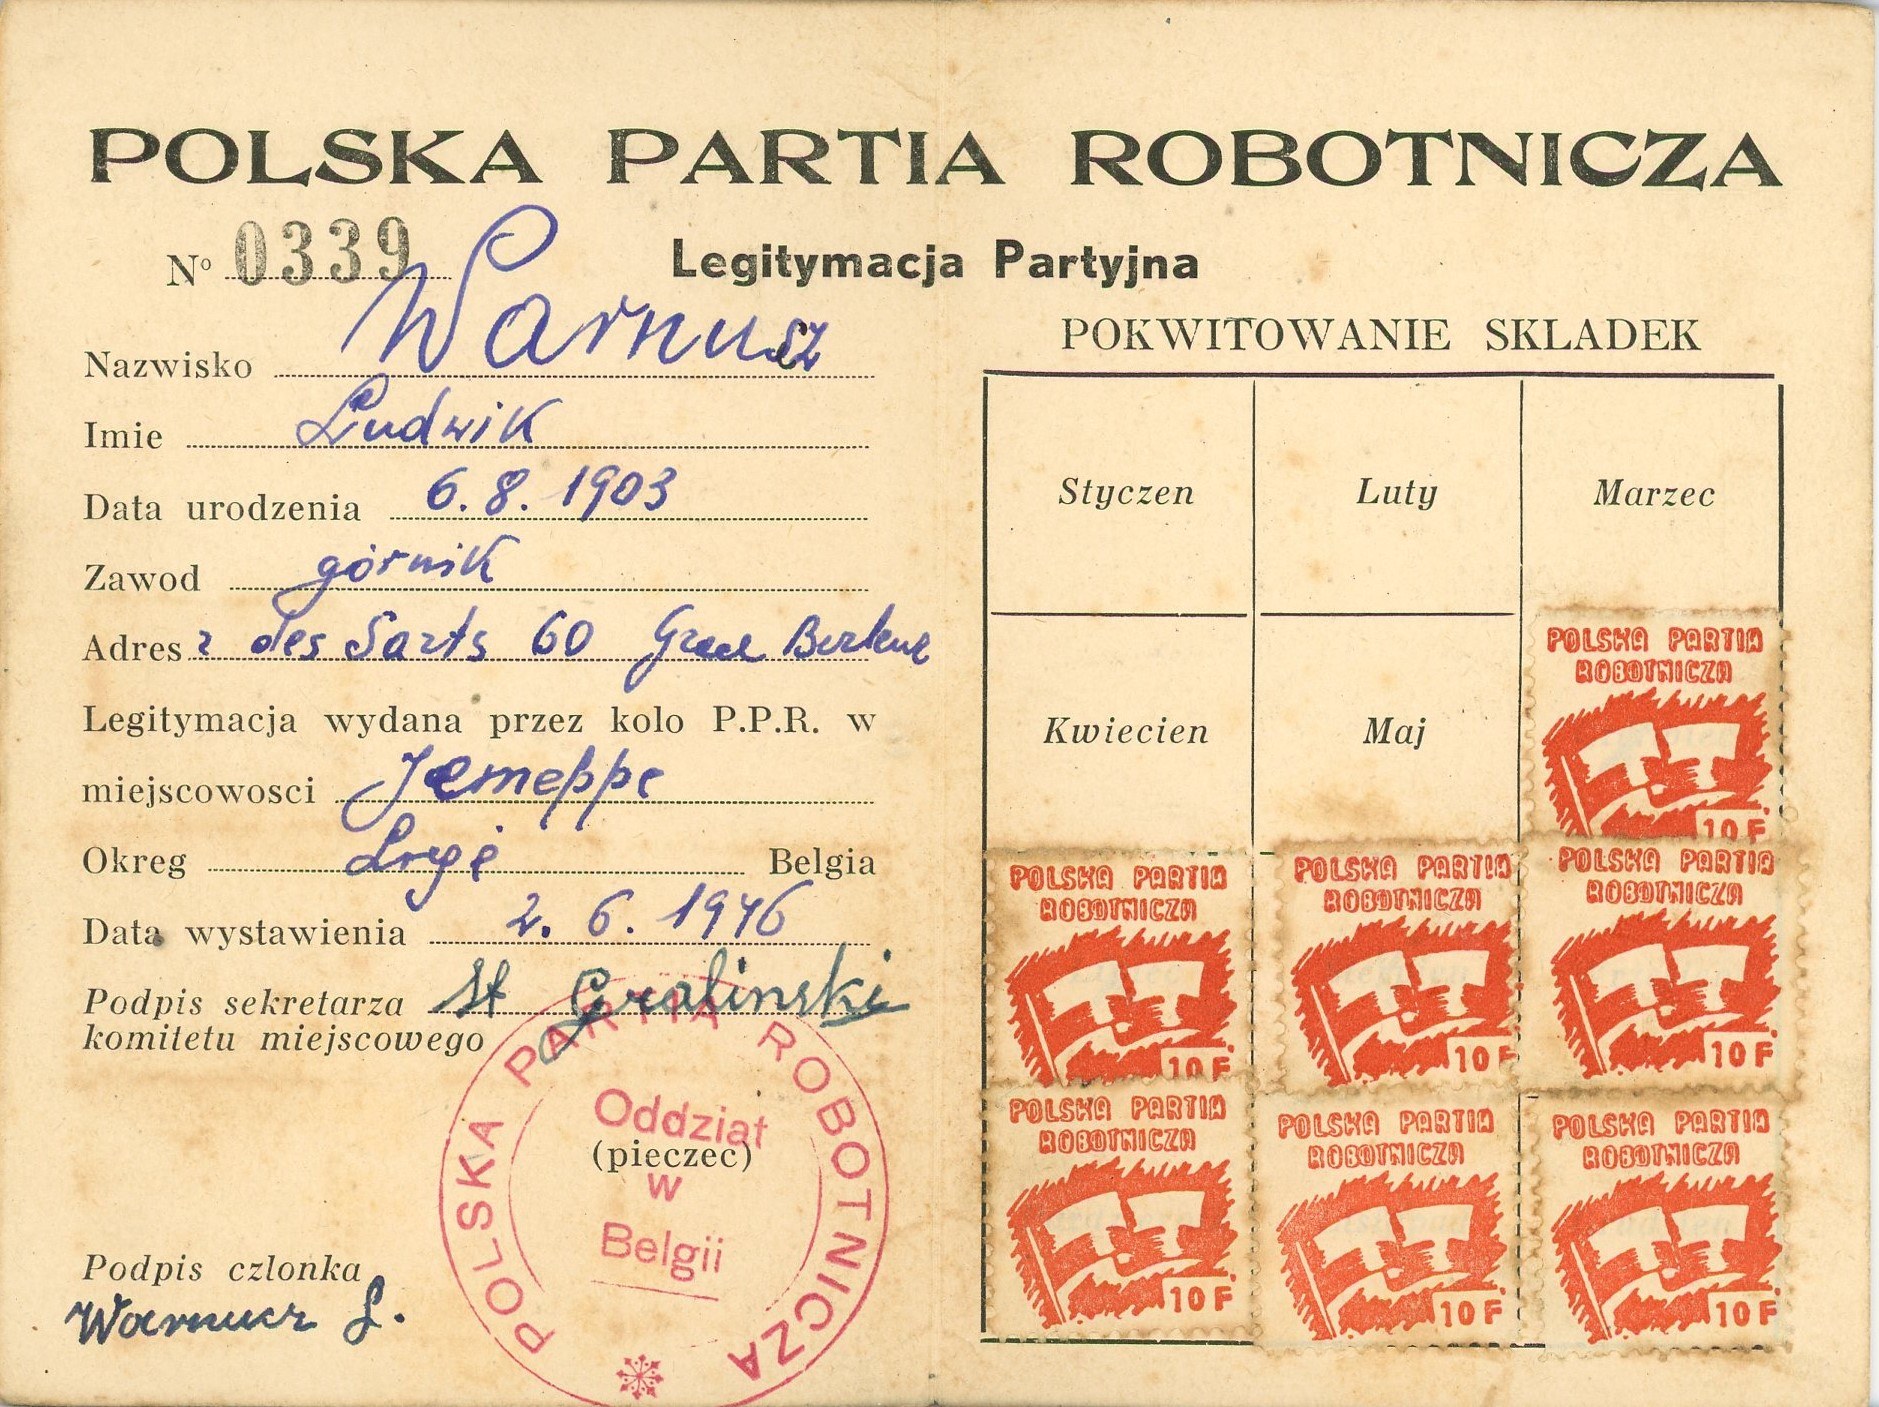 POLSKA PARTIA ROBOTNICZA
No 0339
Legitymacja Partyjna
Nazwisko Warnusz
Imie Ludwik
Data urodzenia 6.8.1903
Zawod górnik
Adres r des Sarts 60
Legitymacja wydana przez kolo P.P.R. w
miejscowosci Jemeppe
Okreg Belgia
Data wystawienia 2.6.1946
Podpis sekretarza St Gralinski
komitetu miejscowego
(pieczec)
POLSKA PARTIA ROBOTNICZA
Oddział
w
Belgii
Podpis czlonka
L.
POKWITOWANIE SKLADEK
Styczen Luty Marzec
Kwiecien Maj
POLSKA PARTIA
ROBOTNICZA
10 F.
POLSKA PARTIA
ROBOTNICZA
10 F.
POLSKA PARTIA
ROBOTNICZA
10 F.
POLSKA PARTIA
ROBOTNICZA
10 F.
POLSKA PARTIA
ROBOTNICZA
10 F.
POLSKA PARTIA
ROBOTNICZA
10 F.
POLSKA PARTIA
ROBOTNICZA
10 F.